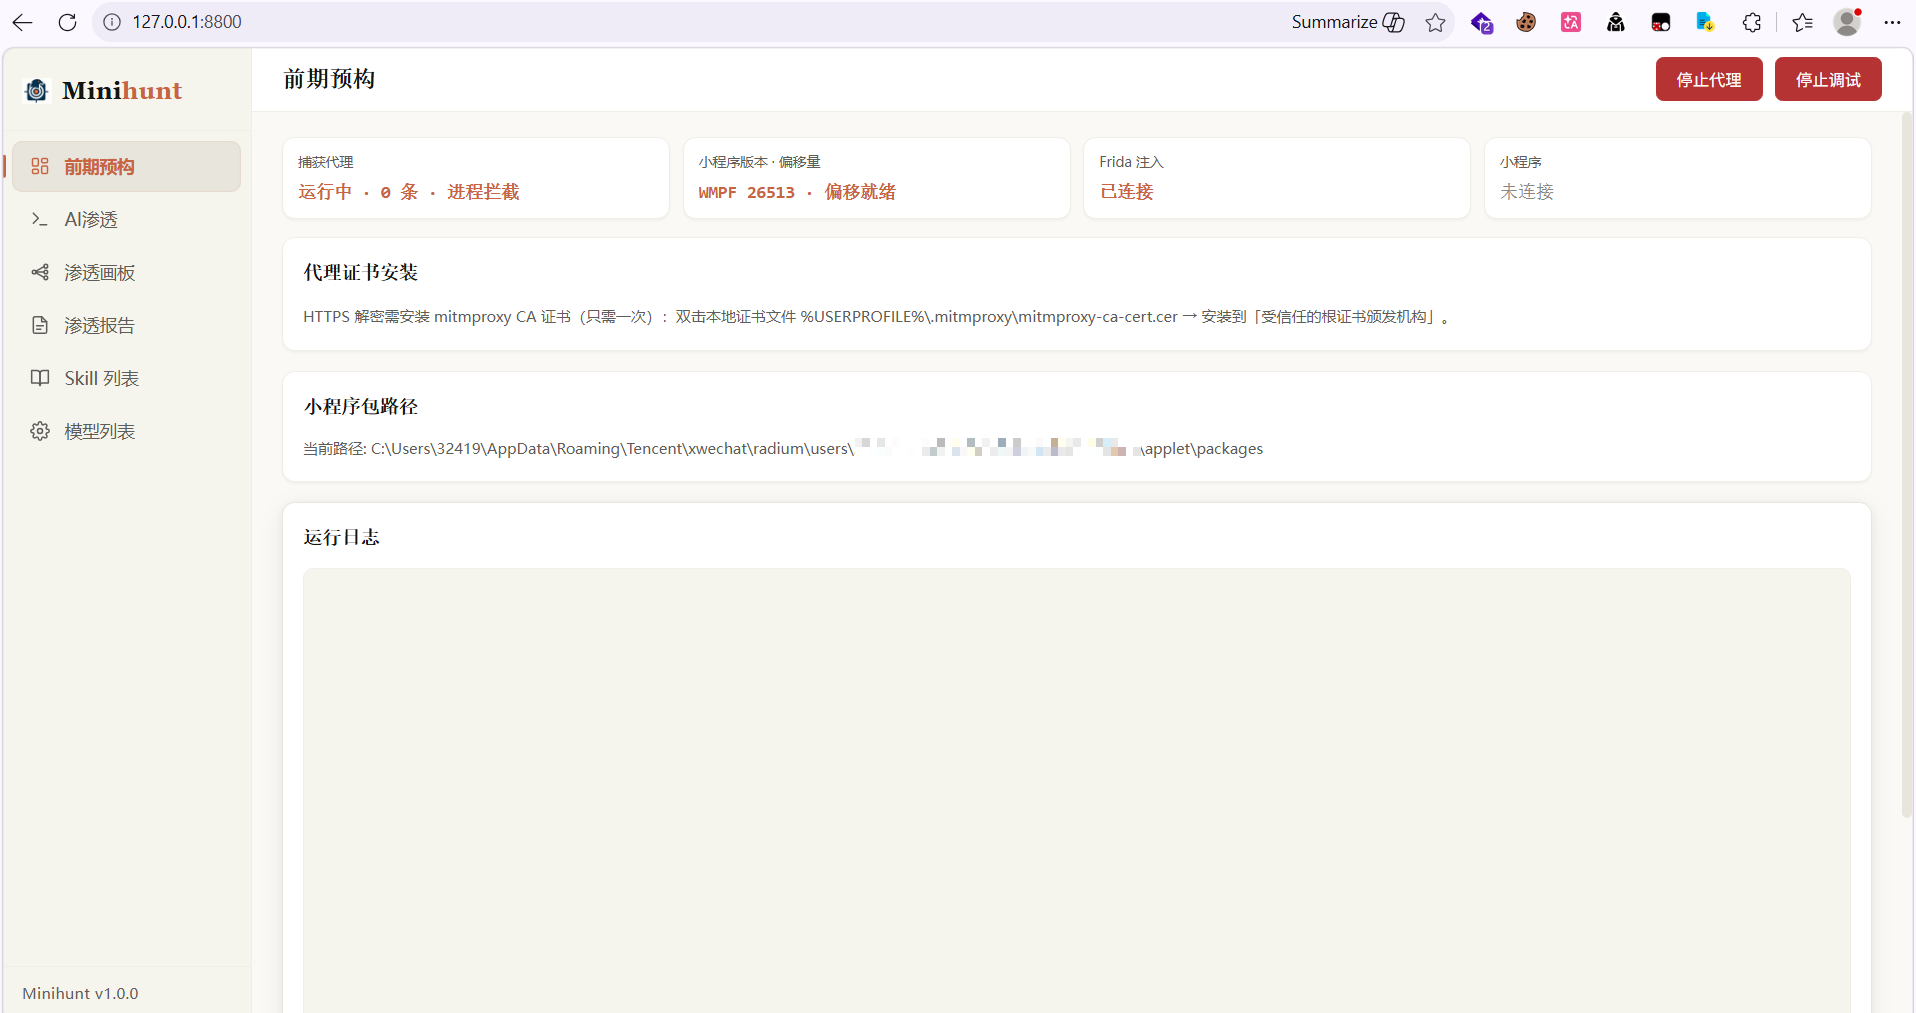 127.0.0.1:8800
Summarize
2
Minihunt
前期预构
AI渗透
渗透画板
渗透报告
Skill 列表
模型列表
Minihunt v1.0.0
前期预构
停止代理
停止调试
捕获代理
运行中 · 0 条 · 进程拦截
小程序版本 · 偏移量
WMPF 26513 · 偏移就绪
Frida 注入
已连接
小程序
未连接
代理证书安装
HTTPS 解密需安装 mitmproxy CA 证书（只需一次）：双击本地证书文件 %USERPROFILE%\.mitmproxy\mitmproxy-ca-cert.cer → 安装到「受信任的根证书颁发机构」。
小程序包路径
当前路径: C:\Users\32419\AppData\Roaming\Tencent\xwechat\radium\users\ \applet\packages
运行日志